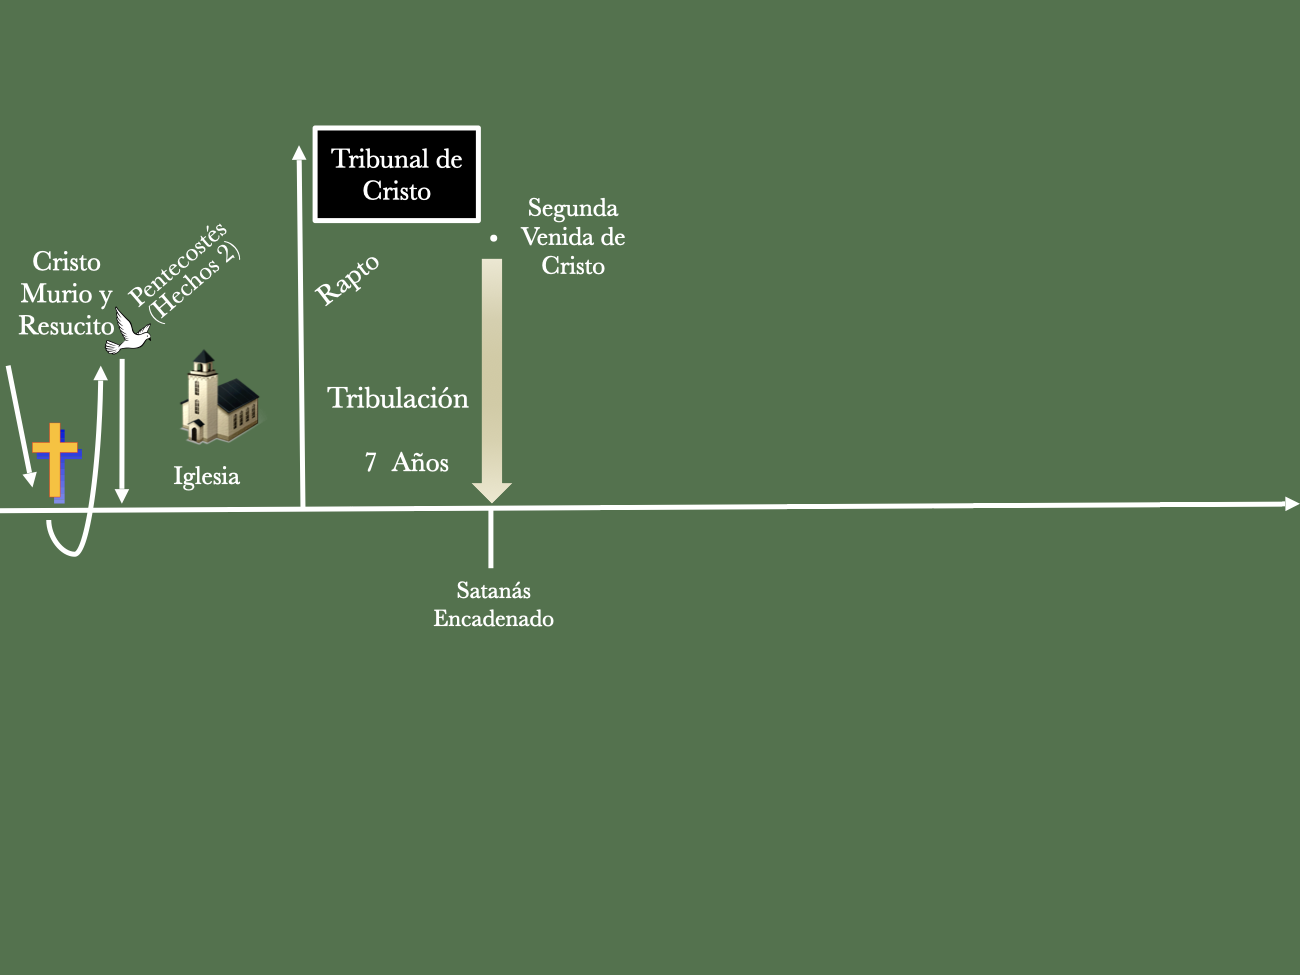 Tribunal de
Cristo
Segunda
Venida de
Cristo
Cristo
Murio y
Resucito
Pentecostés
(Hechos 2)
Rapto
Tribulación
7 Años
Iglesia
Satanás
Encadenado